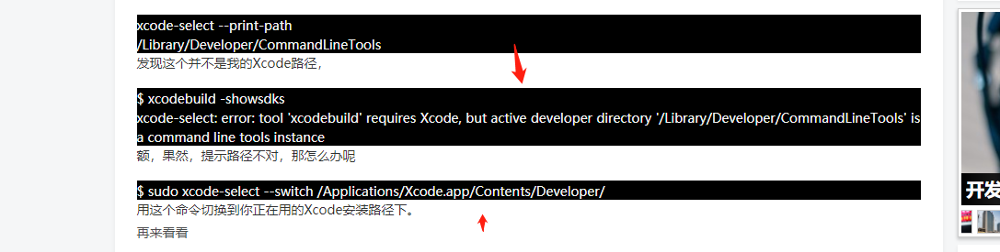 xcode-select --print-path
/Library/Developer/CommandLineTools
发现这个并不是我的Xcode路径，
$ xcodebuild -showsdks
xcode-select: error: tool 'xcodebuild' requires Xcode, but active developer directory '/Library/Developer/CommandLineTools' is
a command line tools instance
额，果然，提示路径不对，那怎么办呢
$ sudo xcode-select --switch /Applications/Xcode.app/Contents/Developer/
用这个命令切换到你正在用的Xcode安装路径下。
再来看看
开发